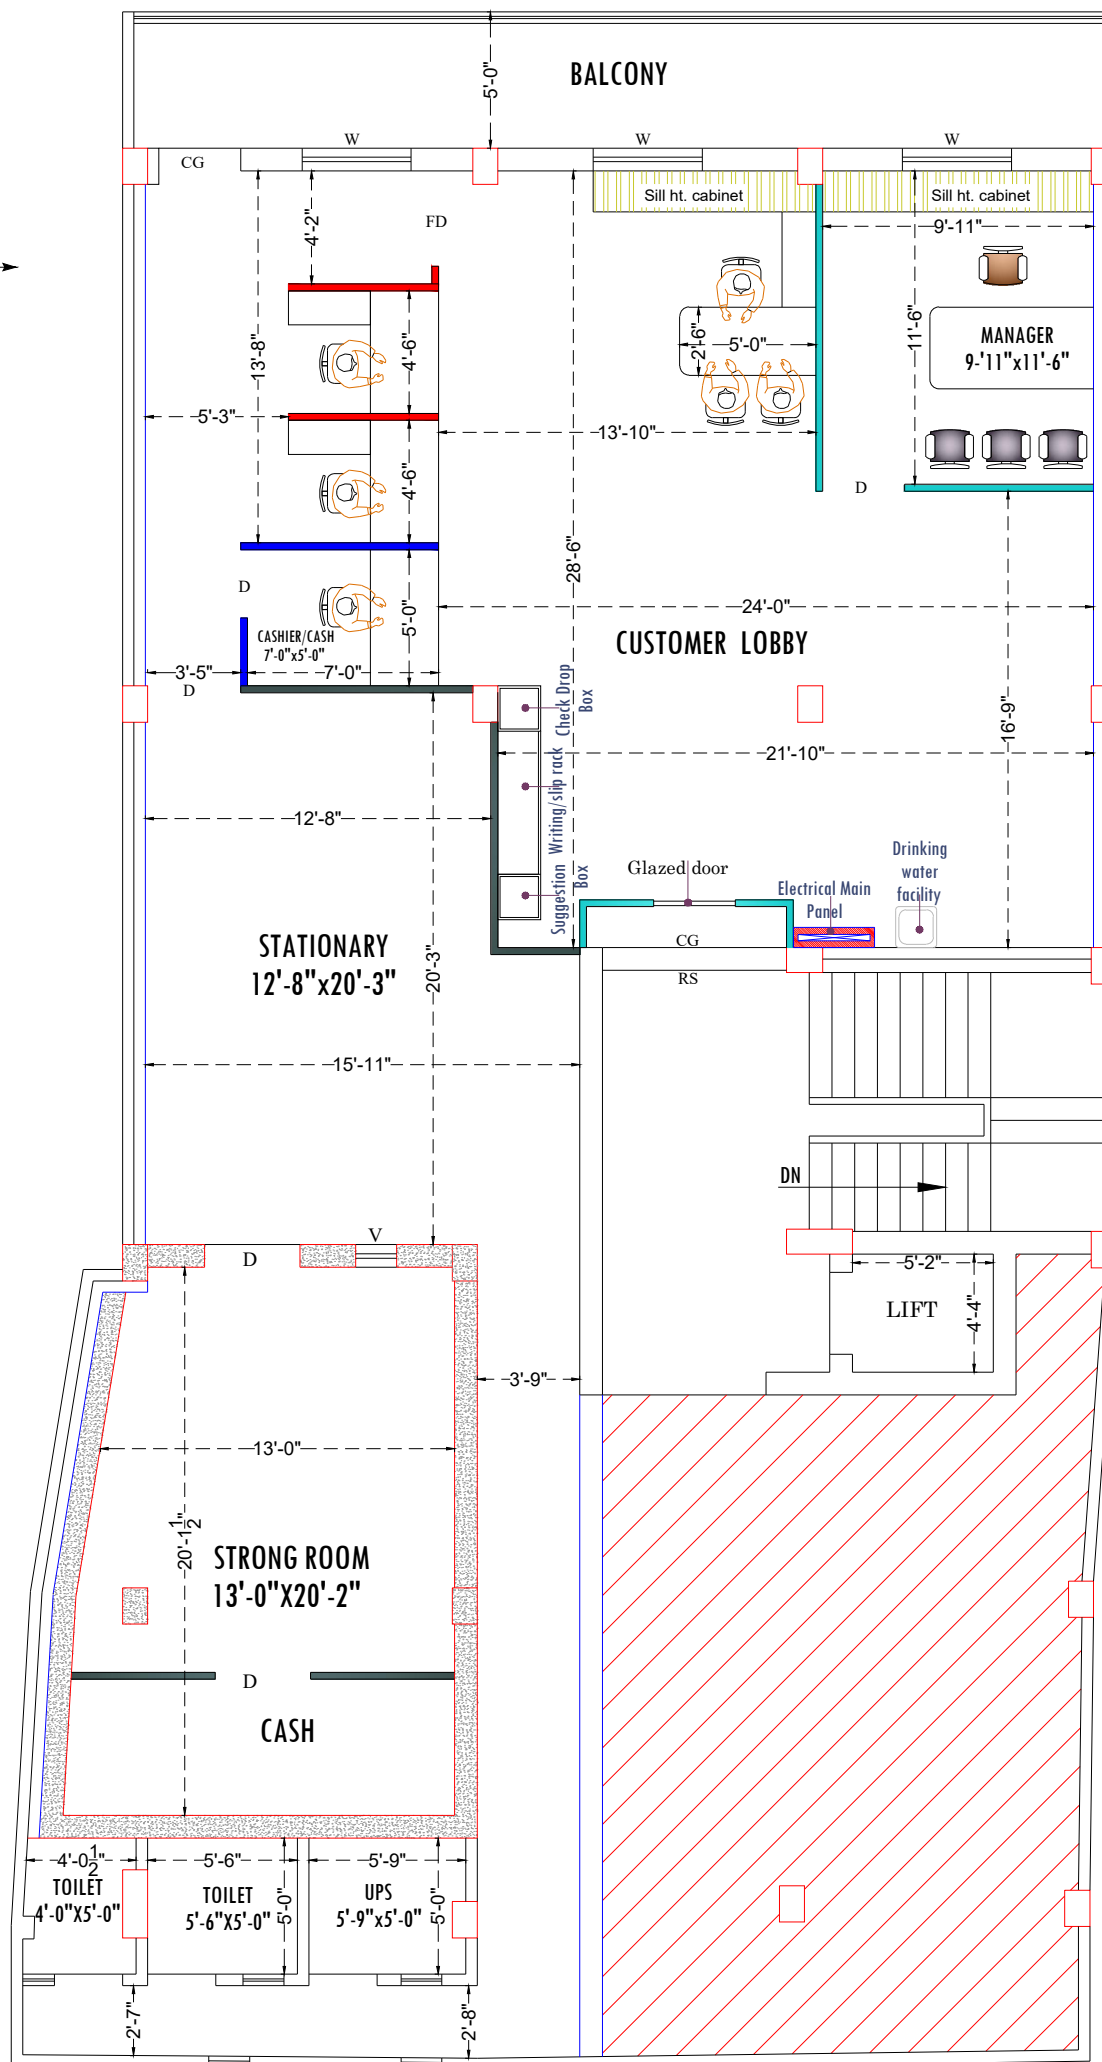 BALCONY
5'-0"
W
W
W
CG
Sill ht. cabinet
Sill ht. cabinet
FD
4'-2"
9'-11"
13'-8"
4'-6"
2'-6"
5'-0"
11'-6"
MANAGER
9-'11"x11'-6"
5'-3"
13'-10"
4'-6"
D
28'-6"
D
5'-0"
24'-0"
CASHIER/CASH
7'-0"x5'-0"
CUSTOMER LOBBY
3'-5"
7'-0"
D
Check Drop
Box
16'-9"
21'-10"
Writing/slip rack
12'-8"
Suggestion
Box
Glazed door
Electrical Main
Panel
Drinking
water
facility
STATIONARY
12'-8"x20'-3"
20'-3"
CG
RS
15'-11"
DN
V
D
5'-2"
LIFT
4'-4"
3'-9"
13'-0"
20'-1 1/2"
STRONG ROOM
13'-0"X20'-2"
D
CASH
4'-0 1/2"
5'-6"
5'-9"
TOILET
4'-0"X5'-0"
TOILET
5'-6"X5'-0"
5'-0"
UPS
5'-9"x5'-0"
5'-0"
2'-7"
2'-8"